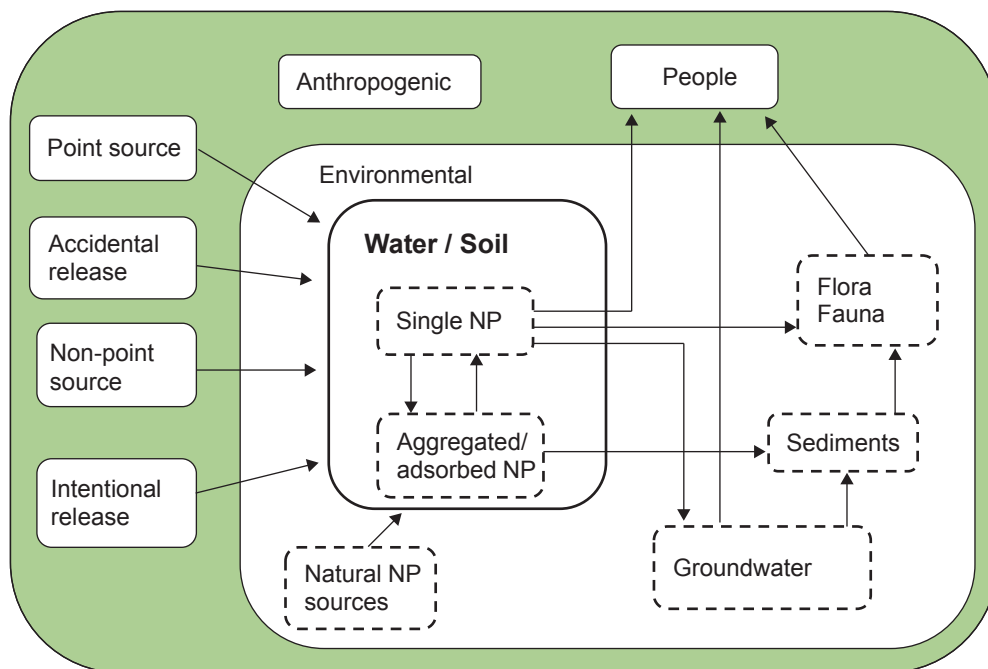 Anthropogenic
People
Point source
Environmental
Accidental
release
Water / Soil
Flora
Fauna
Single NP
Non-point
source
Aggregated/
adsorbed NP
Sediments
Intentional
release
Natural NP
sources
Groundwater